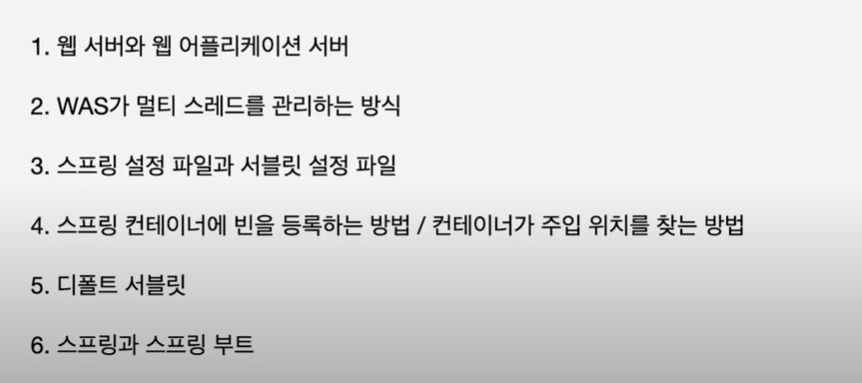 1. 웹 서버와 웹 어플리케이션 서버
2. WAS가 멀티 스레드를 관리하는 방식
3. 스프링 설정 파일과 서블릿 설정 파일
4. 스프링 컨테이너에 빈을 등록하는 방법 / 컨테이너가 주입 위치를 찾는 방법
5. 디폴트 서블릿
6. 스프링과 스프링 부트